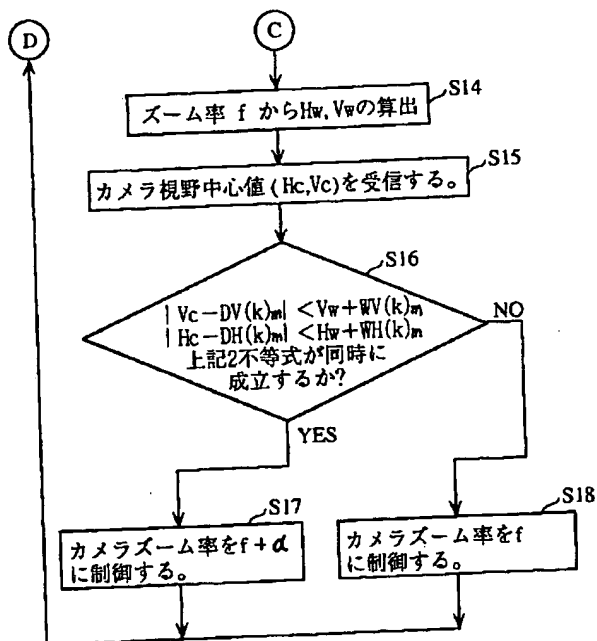 D
C
S14
ズーム率 f からHw,Vwの算出
S15
カメラ視野中心値(Hc,Vc)を受信する。
S16
|Vc-DV(k)m|<Vw+WV(k)m
|Hc-DH(k)m|<Hw+WH(k)m
上記2不等式が同時に
成立するか?
NO
YES
S17
カメラズーム率をf+α
に制御する。
S18
カメラズーム率をf
に制御する。